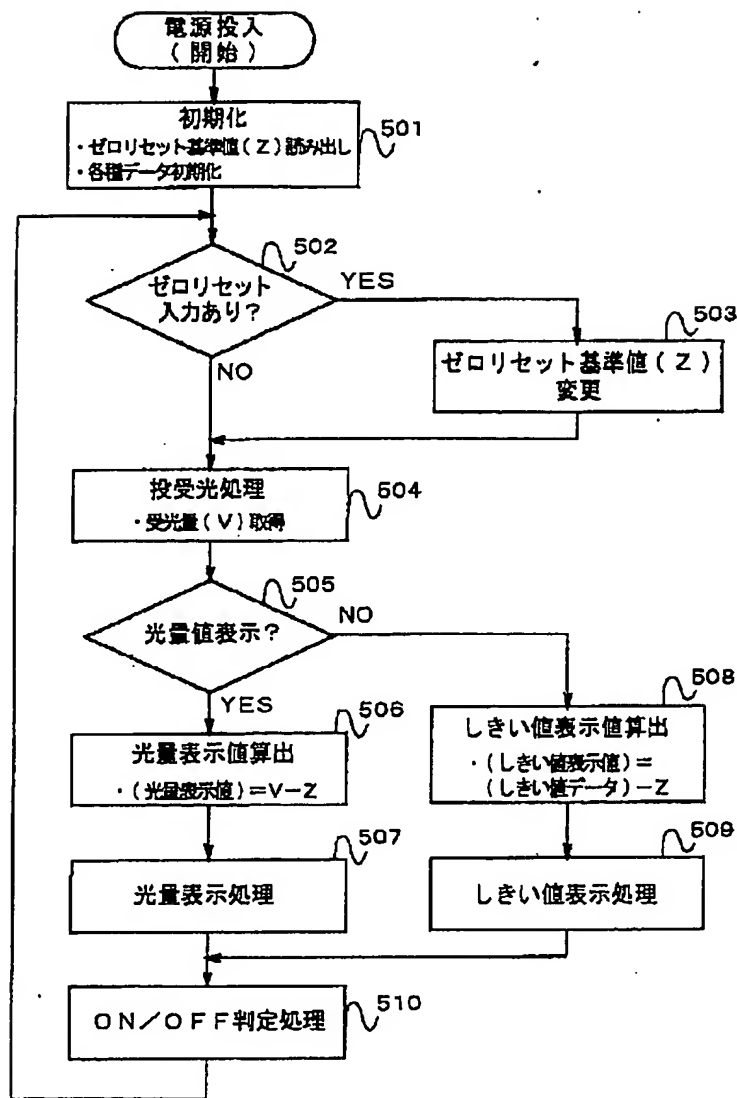 電源投入
(開始)
初期化
・ゼロリセット基準値(Z)読み出し
・各種データ初期化
501
502
ゼロリセット
入力あり?
YES
NO
503
ゼロリセット基準値(Z)
変更
投受光処理
・受光量(V)取得
504
505
光量値表示?
NO
YES
506
光量表示値算出
・(光量表示値)=V-Z
508
しきい値表示値算出
・(しきい値表示値)=
(しきい値データ)-Z
507
光量表示処理
509
しきい値表示処理
ON/OFF判定処理
510